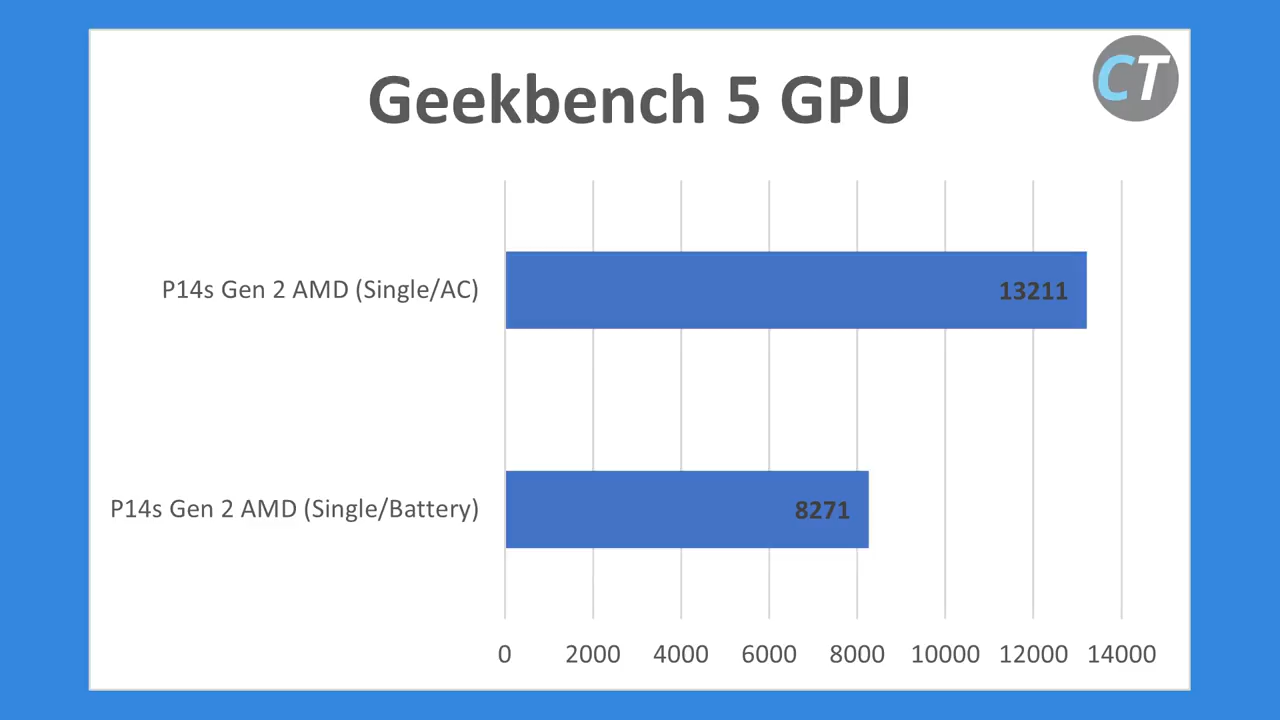 Geekbench 5 GPU
CT
P14s Gen 2 AMD (Single/AC)
13211
P14s Gen 2 AMD (Single/Battery)
8271
0 2000 4000 6000 8000 10000 12000 14000